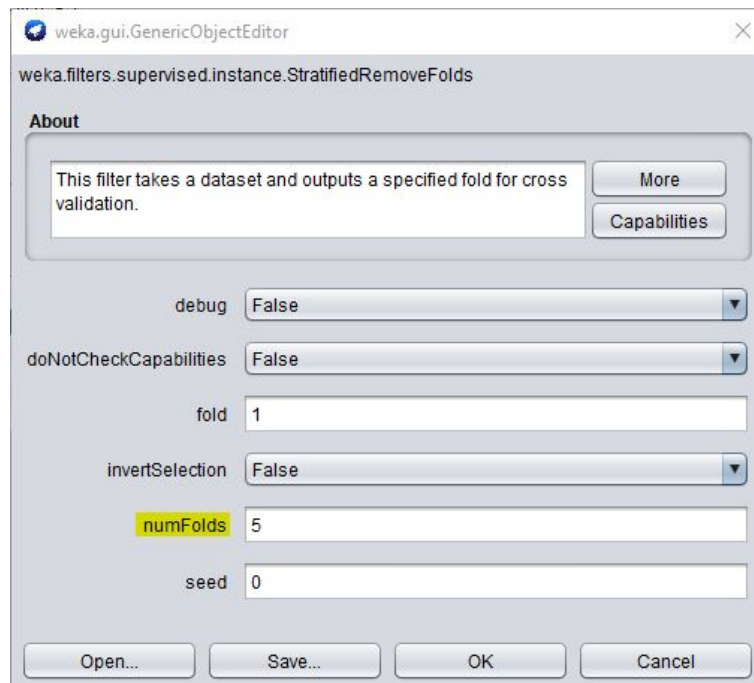 weka.gui.GenericObjectEditor
weka.filters.supervised.instance.StratifiedRemoveFolds
About
This filter takes a dataset and outputs a specified fold for cross
validation.
More
Capabilities
debug False
doNotCheckCapabilities False
fold 1
invertSelection False
numFolds 5
seed 0
Open... Save... OK Cancel